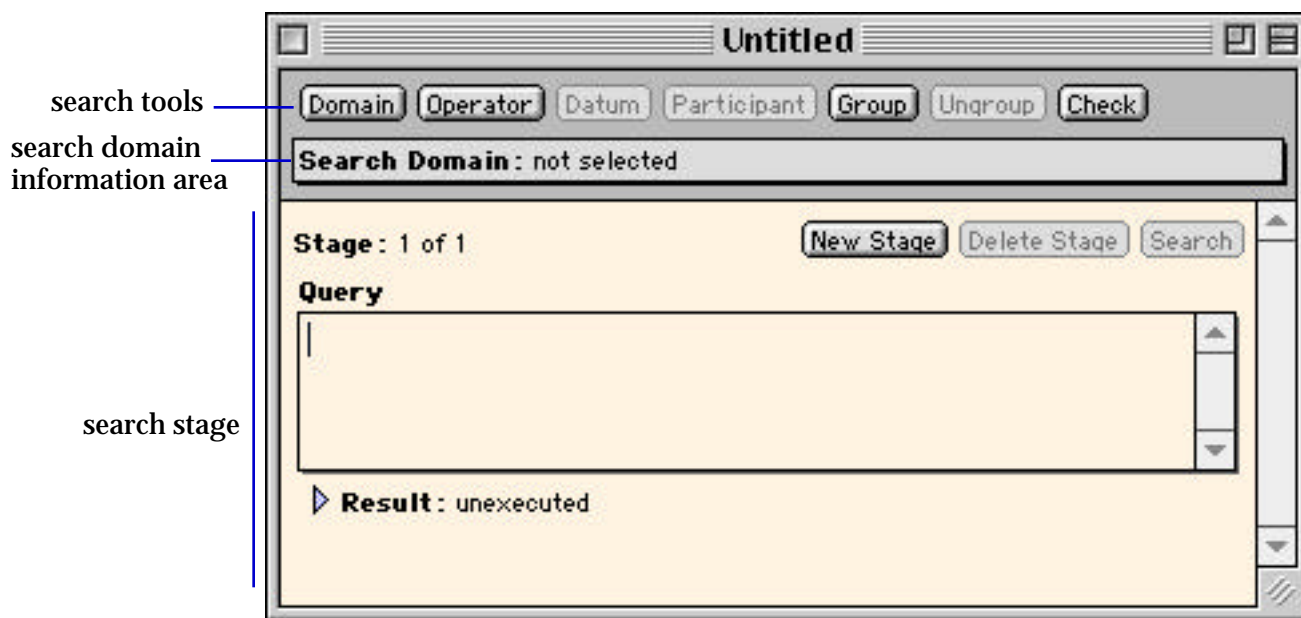 Untitled
search tools
Domain Operator Datum Participant Group Ungroup Check
search domain
information area
Search Domain: not selected
Stage: 1 of 1
New Stage Delete Stage Search
Query
search stage
Result: unexecuted